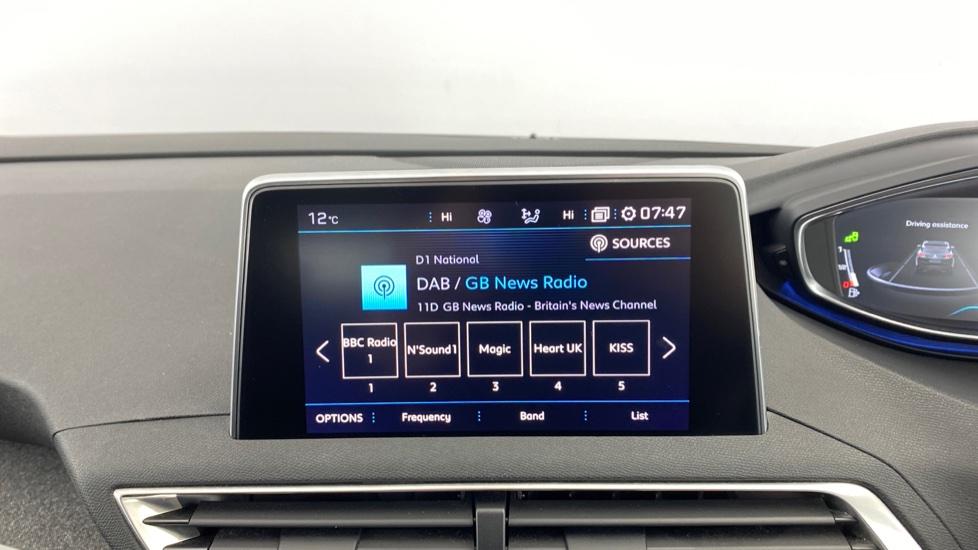 12°C Hi Hi 07:47
SOURCES
D1 National
DAB / GB News Radio
11D GB News Radio - Britain's News Channel
BBC Radio 1
N'Sound1
Magic
Heart UK
KISS
1 2 3 4 5
OPTIONS Frequency Band List
Driving assistance
1
0